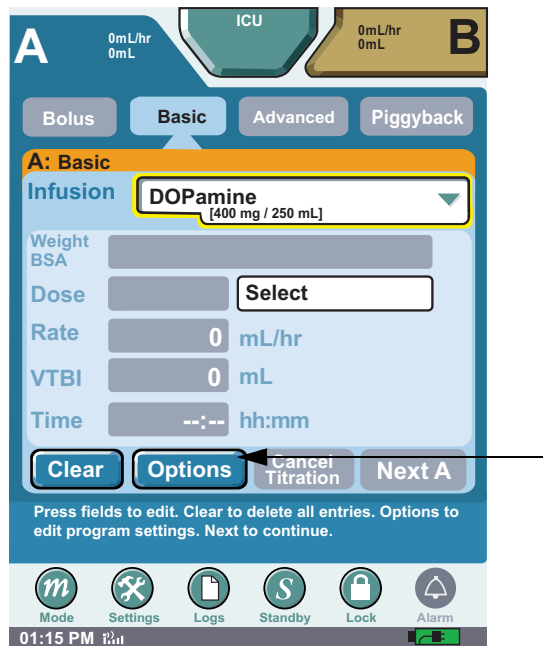 A 0mL/hr 0mL ICU 0mL/hr 0mL B
Bolus Basic Advanced Piggyback
A: Basic
Infusion DOPamine
[400 mg / 250 mL]
Weight
BSA
Dose Select
Rate 0 mL/hr
VTBI 0 mL
Time --:-- hh:mm
Clear Options Cancel Titration Next A
Press fields to edit. Clear to delete all entries. Options to
edit program settings. Next to continue.
Mode Settings Logs Standby Lock Alarm
01:15 PM